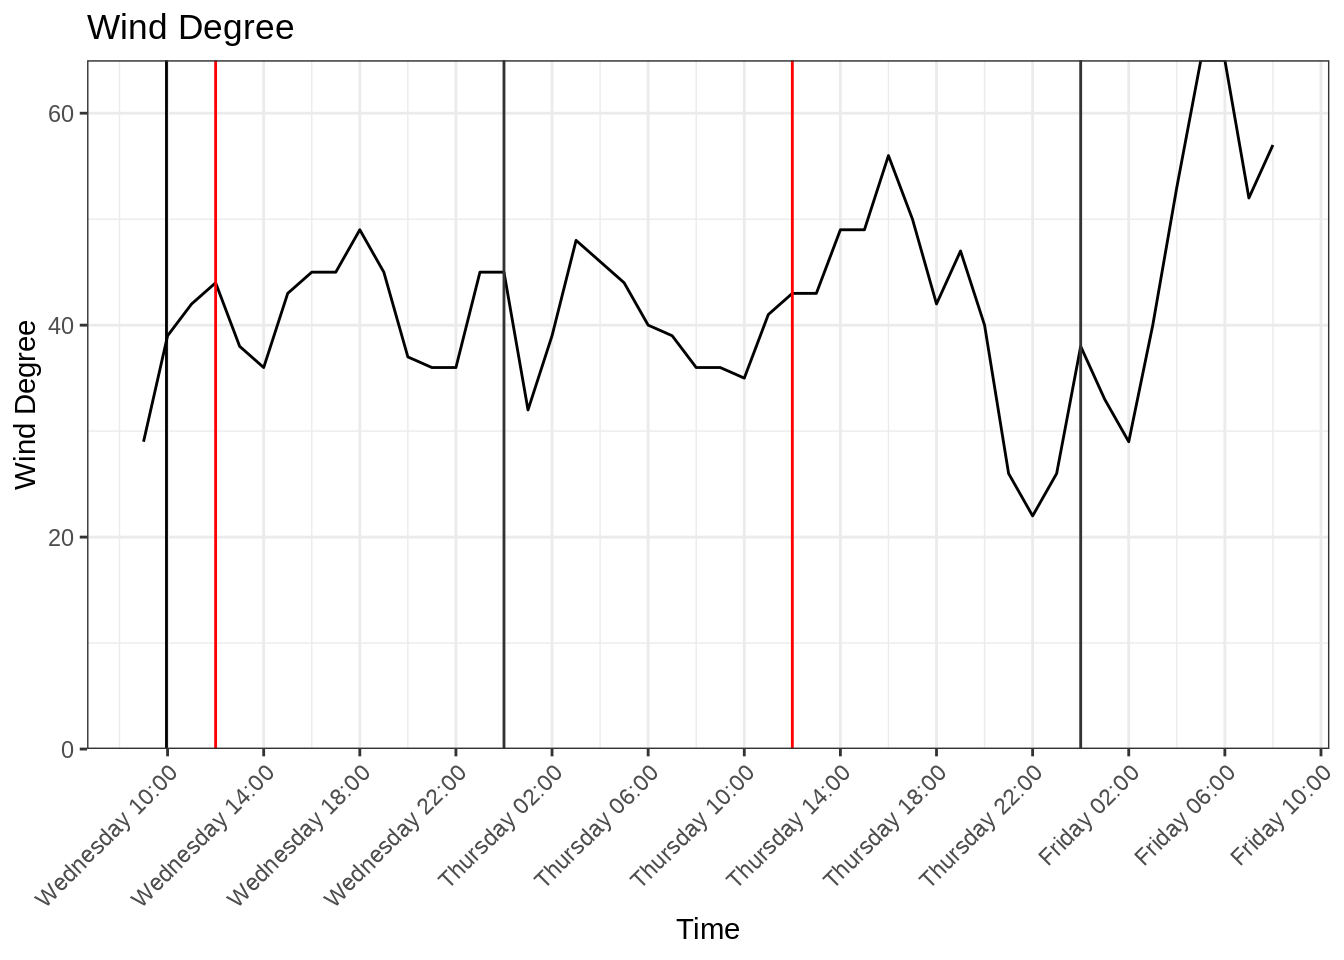 Wind Degree
60
40
20
0
Wind Degree
Wednesday 10:00
Wednesday 14:00
Wednesday 18:00
Wednesday 22:00
Thursday 02:00
Thursday 06:00
Thursday 10:00
Thursday 14:00
Thursday 18:00
Thursday 22:00
Friday 02:00
Friday 06:00
Friday 10:00
Time